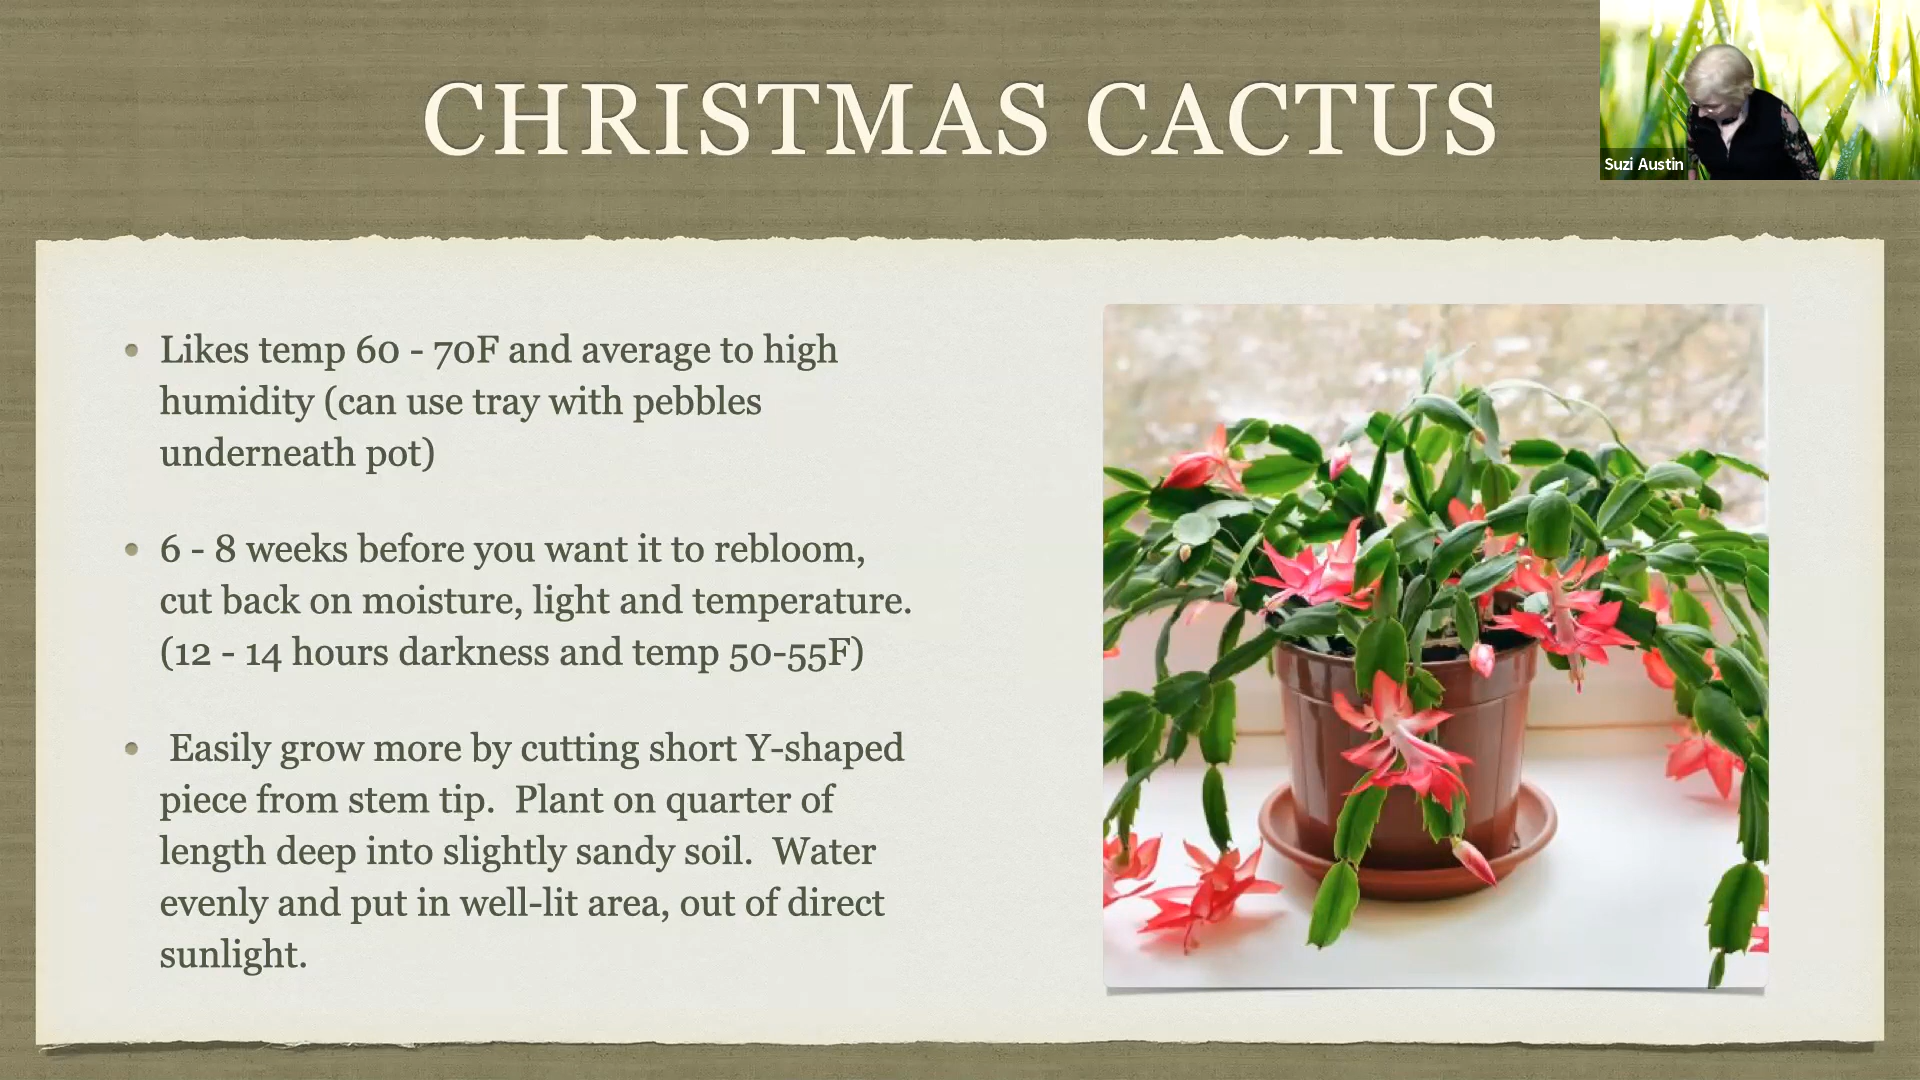 CHRISTMAS CACTUS
Suzi Austin
• Likes temp 60 - 70F and average to high
humidity (can use tray with pebbles
underneath pot)
• 6 - 8 weeks before you want it to rebloom,
cut back on moisture, light and temperature.
(12 - 14 hours darkness and temp 50-55F)
• Easily grow more by cutting short Y-shaped
piece from stem tip.  Plant on quarter of
length deep into slightly sandy soil.  Water
evenly and put in well-lit area, out of direct
sunlight.